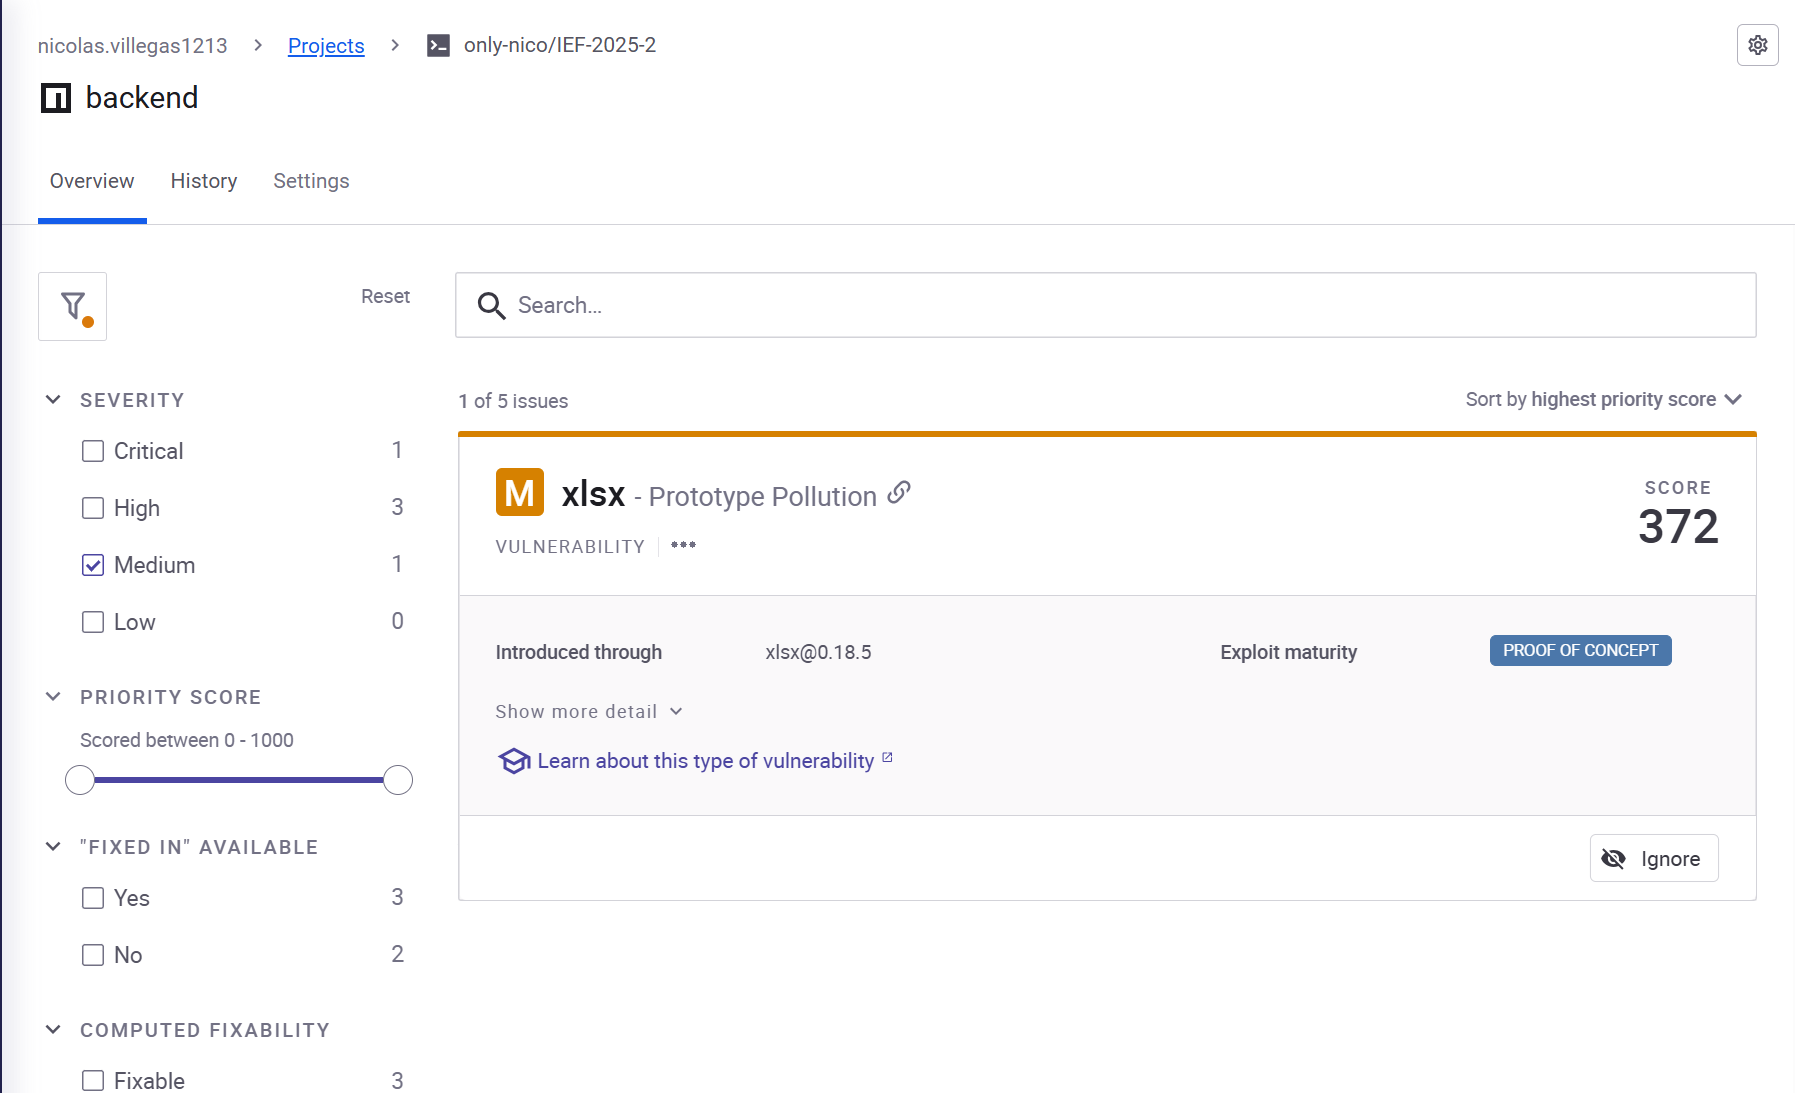 nicolas.villegas1213 > Projects > only-nico/IEF-2025-2
backend
Overview History Settings
Reset
Search...
SEVERITY
Critical 1
High 3
Medium 1
Low 0
PRIORITY SCORE
Scored between 0 - 1000
"FIXED IN" AVAILABLE
Yes 3
No 2
COMPUTED FIXABILITY
Fixable 3
1 of 5 issues
Sort by highest priority score
M xlsx - Prototype Pollution
VULNERABILITY
SCORE
372
Introduced through xlsx@0.18.5
Exploit maturity PROOF OF CONCEPT
Show more detail
Learn about this type of vulnerability
Ignore